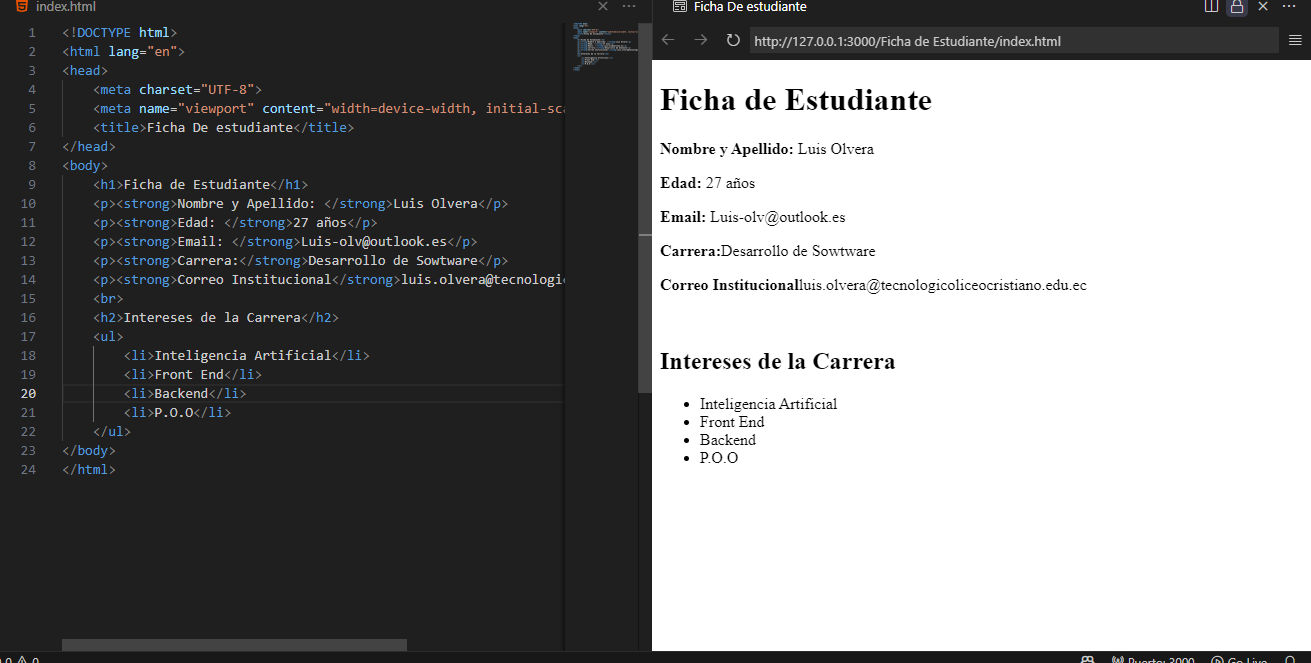 index.html
1 <!DOCTYPE html>
2 <html lang="en">
3 <head>
4 <meta charset="UTF-8">
5 <meta name="viewport" content="width=device-width, initial-sca
6 <title>Ficha De estudiante</title>
7 </head>
8 <body>
9 <h1>Ficha de Estudiante</h1>
10 <p><strong>Nombre y Apellido: </strong>Luis Olvera</p>
11 <p><strong>Edad: </strong>27 años</p>
12 <p><strong>Email: </strong>Luis-olv@outlook.es</p>
13 <p><strong>Carrera:</strong>Desarrollo de Sowtware</p>
14 <p><strong>Correo Institucional</strong>luis.olvera@tecnologic
15 <br>
16 <h2>Intereses de la Carrera</h2>
17 <ul>
18 <li>Inteligencia Artificial</li>
19 <li>Front End</li>
20 <li>Backend</li>
21 <li>P.O.O</li>
22 </ul>
23 </body>
24 </html>
Ficha De estudiante
http://127.0.0.1:3000/Ficha de Estudiante/index.html
Ficha de Estudiante
Nombre y Apellido: Luis Olvera
Edad: 27 años
Email: Luis-olv@outlook.es
Carrera:Desarrollo de Sowtware
Correo Institucionalluis.olvera@tecnologicoliceocristiano.edu.ec
Intereses de la Carrera
• Inteligencia Artificial
• Front End
• Backend
• P.O.O
0 0
Puerto: 3000 Go Live